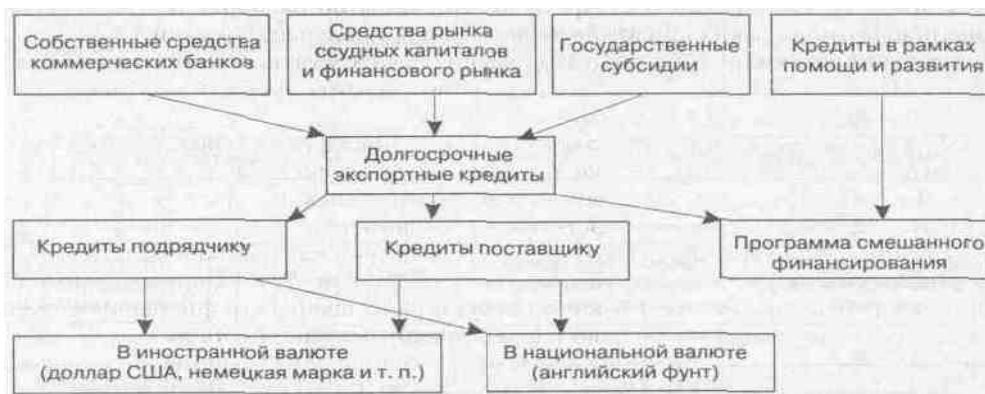 Собственные средства
коммерческих банков
Средства рынка
ссудных капиталов
и финансового рынка
Государственные
субсидии
Кредиты в рамках
помощи и развития
Долгосрочные
экспортные кредиты
Кредиты подрядчику
Кредиты поставщику
Программа смешанного
финансирования
В иностранной валюте
(доллар США, немецкая марка и т. п.)
В национальной валюте
(английский фунт)